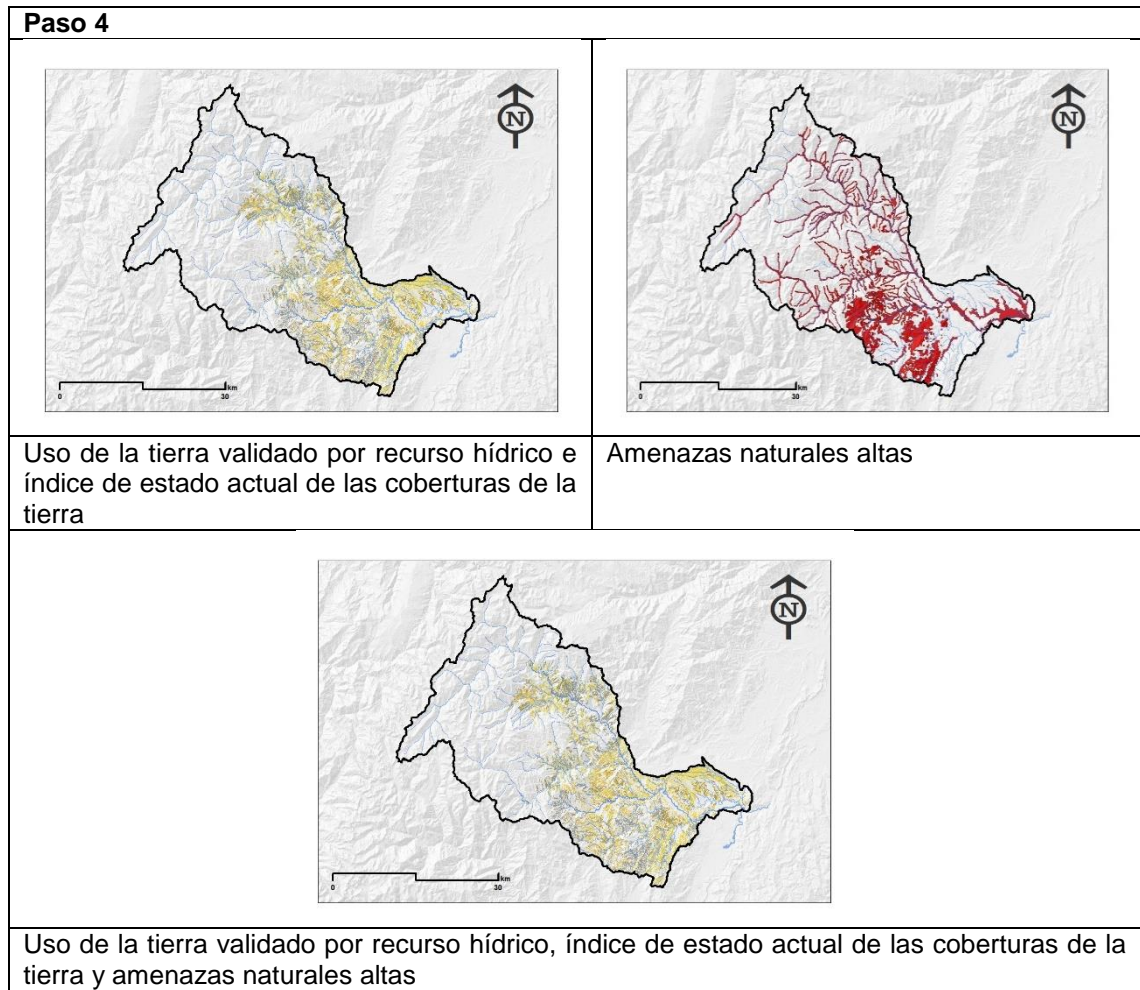 Paso 4
N
N
0 30 km
0 30 km
Uso de la tierra validado por recurso hídrico e
índice de estado actual de las coberturas de la
tierra
Amenazas naturales altas
N
0 30 km
Uso de la tierra validado por recurso hídrico, índice de estado actual de las coberturas de la
tierra y amenazas naturales altas